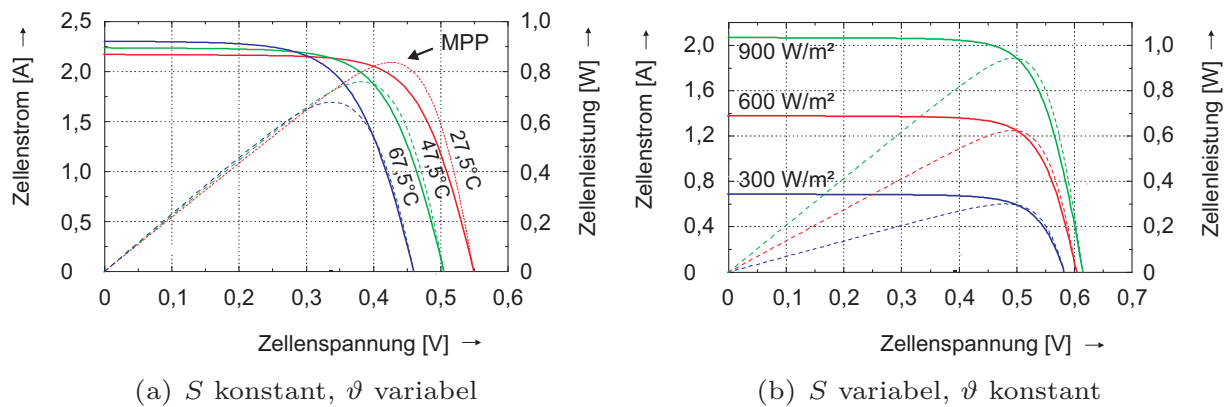 Zellenstrom [A] →
2,5
2,0
1,5
1,0
0,5
0
0 0,1 0,2 0,3 0,4 0,5 0,6
Zellenspannung [V] →
1,0
0,8
0,6
0,4
0,2
0
Zellenleistung [W] →
MPP
27,5°C
47,5°C
67,5°C
(a) S konstant, ϑ variabel
Zellenstrom [A] →
2,0
1.6
1.2
0.8
0.4
0
0 0,1 0,2 0,3 0,4 0,5 0,6 0,7
Zellenspannung [V] →
1,0
0,8
0,6
0,4
0.2
0
Zellenleistung [W] →
900 W/m²
600 W/m²
300 W/m²
(b) S variabel, ϑ konstant